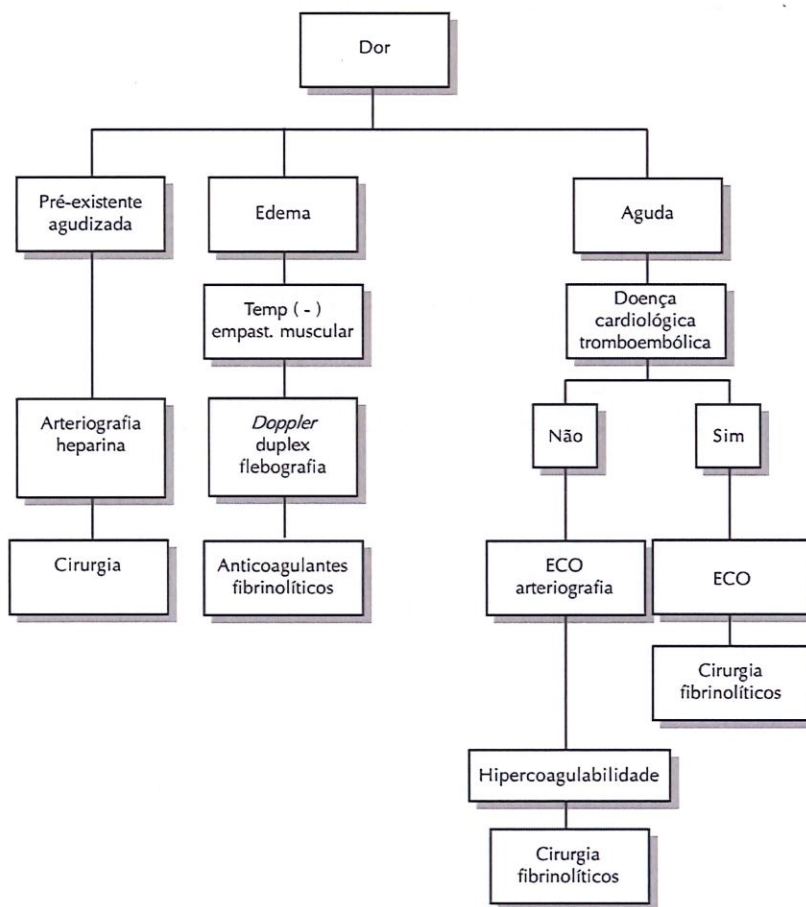 Dor
Pré-existente
agudizada
Edema
Aguda
Temp ( - )
empast. muscular
Doença
cardiológica
tromboembólica
Arteriografia
heparina
Doppler
duplex
flebografia
Não
Sim
Cirurgia
Anticoagulantes
fibrinolíticos
ECO
arteriografia
ECO
Cirurgia
fibrinolíticos
Hipercoagulabilidade
Cirurgia
fibrinolíticos